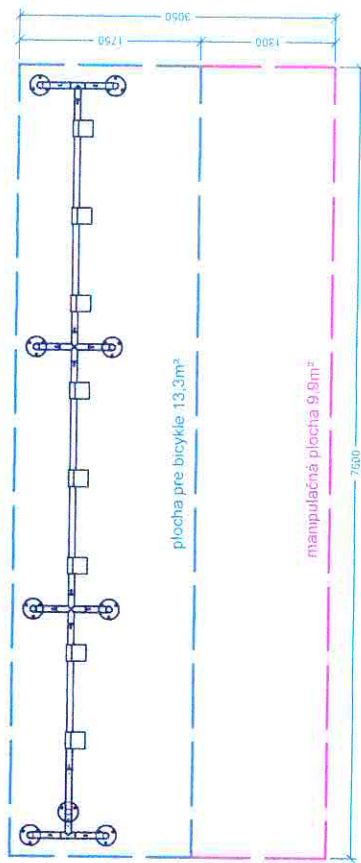 3050
1750
1300
plocha pre bicykle 13,3m²
manipulačná plocha 9,9m²
7600